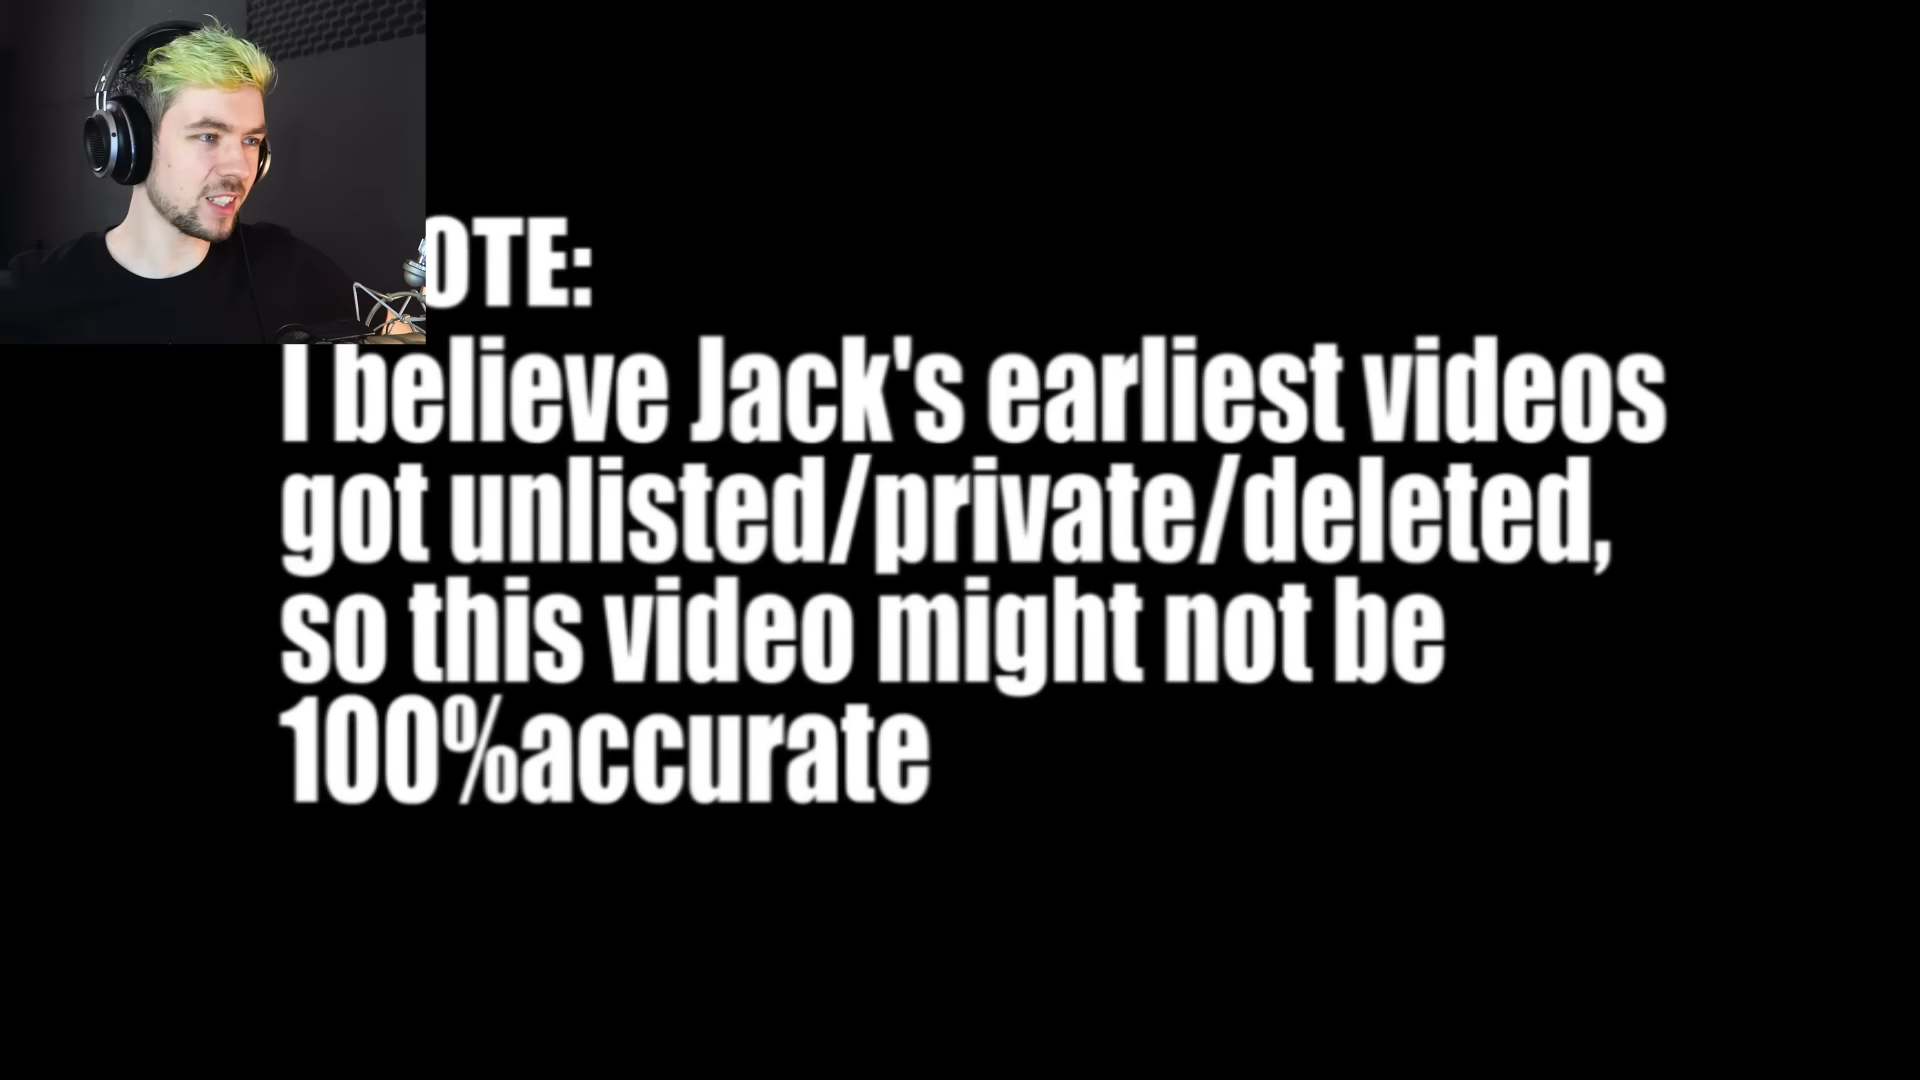 OTE:
I believe Jack's earliest videos
got unlisted/private/deleted,
so this video might not be
100%accurate